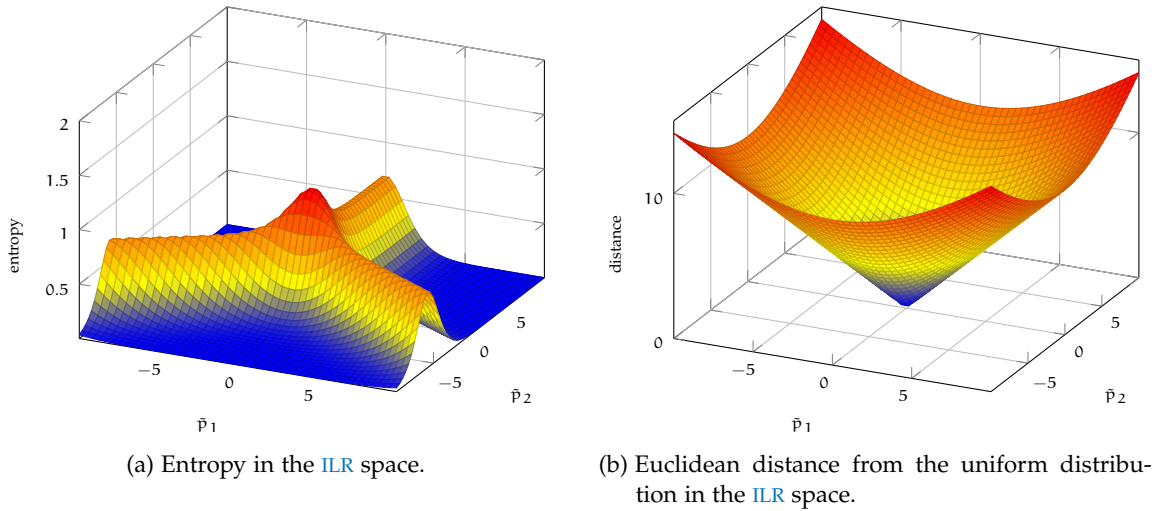 2
1.5
1
0.5
entropy
−5
0
5
p̃ 1
−5
0
5
p̃ 2
(a) Entropy in the ILR space.
10
0
distance
−5
0
5
p̃ 1
−5
0
5
p̃ 2
(b) Euclidean distance from the uniform distribu-
tion in the ILR space.